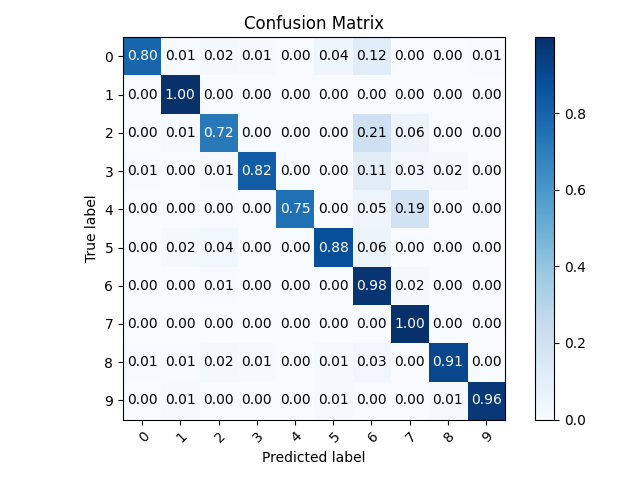 Confusion Matrix
0 0.80 0.01 0.02 0.01 0.00 0.04 0.12 0.00 0.00 0.01
1 0.00 1.00 0.00 0.00 0.00 0.00 0.00 0.00 0.00 0.00
2 0.00 0.01 0.72 0.00 0.00 0.00 0.21 0.06 0.00 0.00
3 0.01 0.00 0.01 0.82 0.00 0.00 0.11 0.03 0.02 0.00
4 0.00 0.00 0.00 0.00 0.75 0.00 0.05 0.19 0.00 0.00
5 0.00 0.02 0.04 0.00 0.00 0.88 0.06 0.00 0.00 0.00
6 0.00 0.00 0.01 0.00 0.00 0.00 0.98 0.02 0.00 0.00
7 0.00 0.00 0.00 0.00 0.00 0.00 0.00 1.00 0.00 0.00
8 0.01 0.01 0.02 0.01 0.00 0.01 0.03 0.00 0.91 0.00
9 0.00 0.01 0.00 0.00 0.00 0.01 0.00 0.00 0.01 0.96
0 1 2 3 4 5 6 7 8 9
Predicted label
True label
0.8
0.6
0.4
0.2
0.0